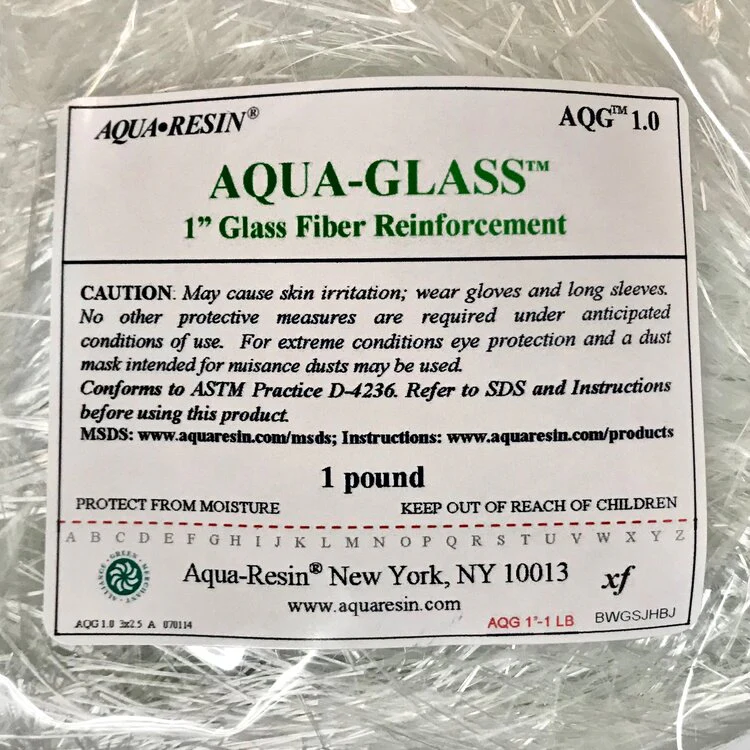 AQUA•RESIN® AQG™ 1.0
AQUA-GLASS™
1” Glass Fiber Reinforcement
CAUTION: May cause skin irritation; wear gloves and long sleeves.
No other protective measures are required under anticipated
conditions of use. For extreme conditions eye protection and a dust
mask intended for nuisance dusts may be used.
Conforms to ASTM Practice D-4236. Refer to SDS and Instructions
before using this product.
MSDS: www.aquaresin.com/msds; Instructions: www.aquaresin.com/products
1 pound
PROTECT FROM MOISTURE KEEP OUT OF REACH OF CHILDREN
A B C D E F G H I J K L M N O P Q R S T U V W X Y Z
GREEN • MERCHANT • ALLIANCE •
Aqua-Resin® New York, NY 10013 xf
www.aquaresin.com
AQG 1.0 3x2.5 A 070114 AQG 1"-1 LB BWGSJHBJ